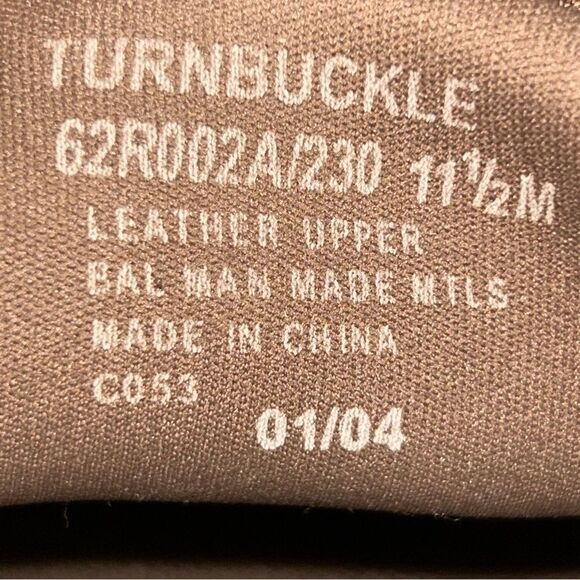 TURNBUCKLE
62R002A/230 11½M
LEATHER UPPER
BAL MAN MADE MTLS
MADE IN CHINA
C053
01/04